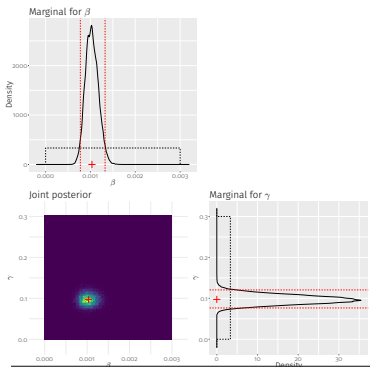 Marginal for β
2000
1000
0
Density
0.000
0.001
0.002
0.003
β
Joint posterior
Marginal for γ
0.3
0.2
0.1
0.0
γ
0.000
0.001
0.002
0.003
β
0.3
0.2
0.1
0.0
γ
0
10
20
30
Density